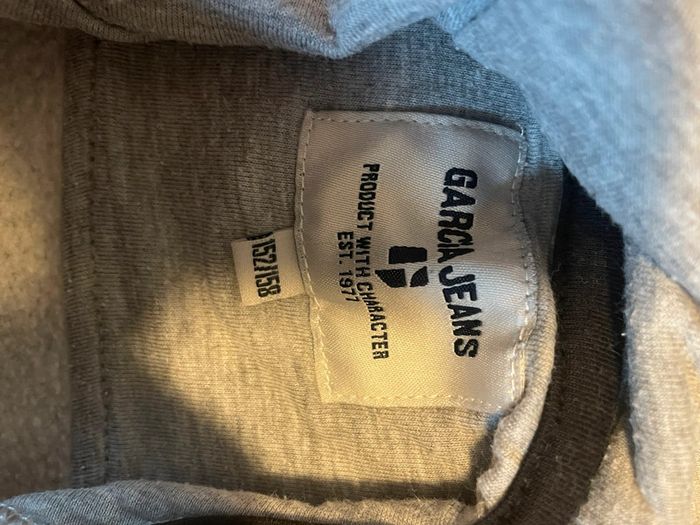 GARCIA JEANS
PRODUCT WITH CHARACTER
EST. 1977
152/158